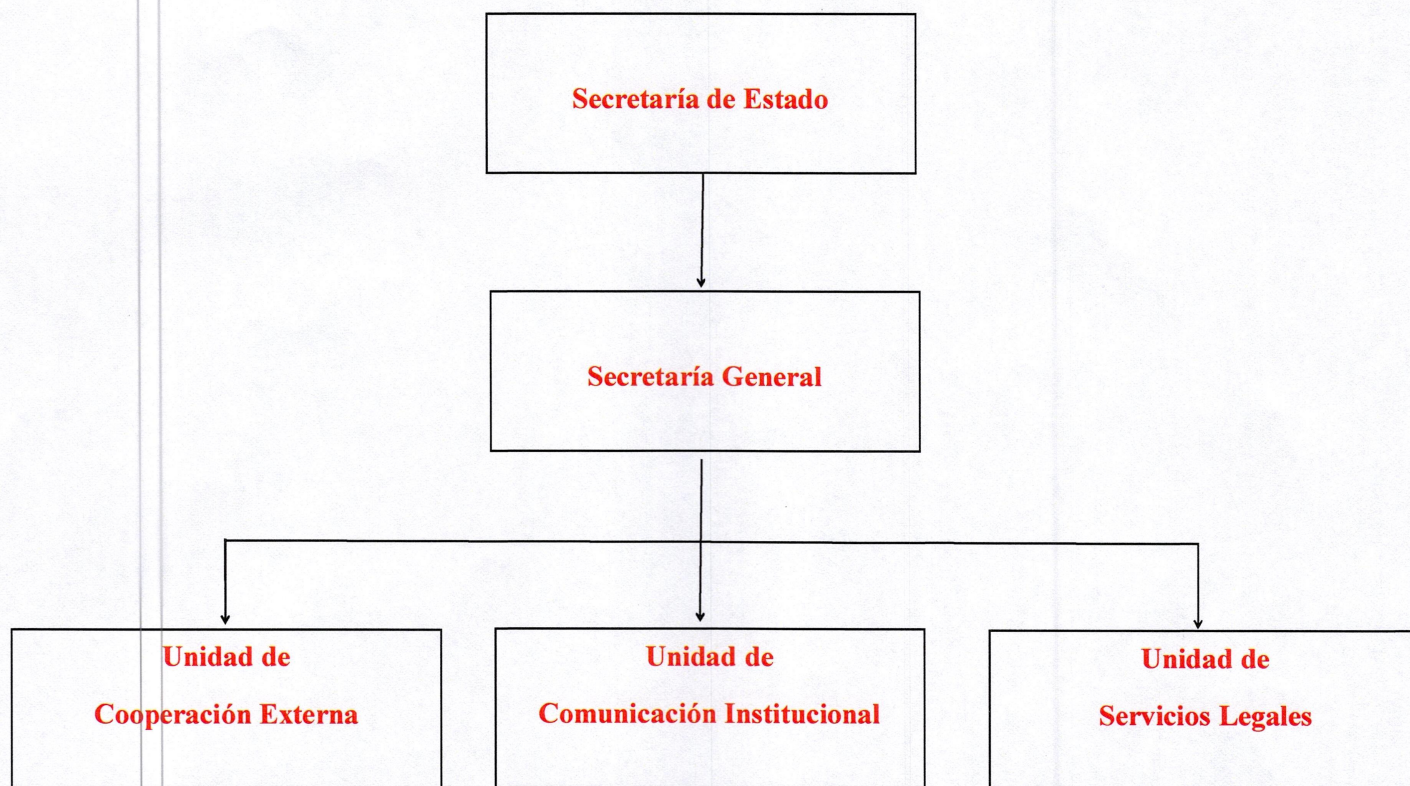 Secretaría de Estado
Secretaría General
Unidad de
Cooperación Externa
Unidad de
Comunicación Institucional
Unidad de
Servicios Legales